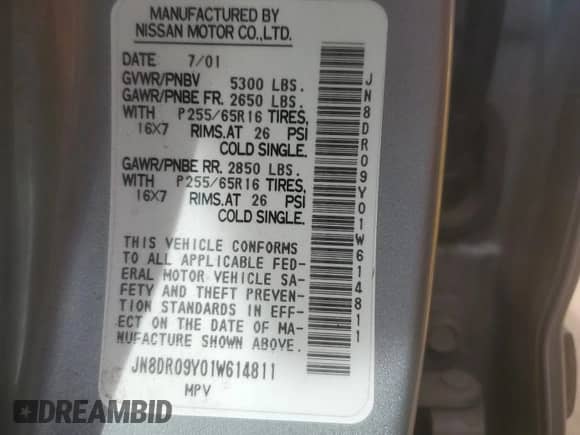 MANUFACTURED BY
NISSAN MOTOR CO.,LTD.
DATE 7/01
GVWR/PNBV 5300 LBS.
GAWR/PNBE FR. 2650 LBS.
WITH P255/65R16 TIRES,
16X7 RIMS.AT 26 PSI
COLD SINGLE.
GAWR/PNBE RR. 2850 LBS.
WITH P255/65R16 TIRES,
16X7 RIMS.AT 26 PSI
COLD SINGLE.
THIS VEHICLE CONFORMS
TO ALL APPLICABLE FED-
ERAL MOTOR VEHICLE SA-
FETY AND THEFT PREVEN-
TION STANDARDS IN EFF-
ECT ON THE DATE OF MA-
NUFACTURE SHOWN ABOVE.
JN8DR09Y01W614811
MPV
JN8DR09Y01W614811
DREAMBID